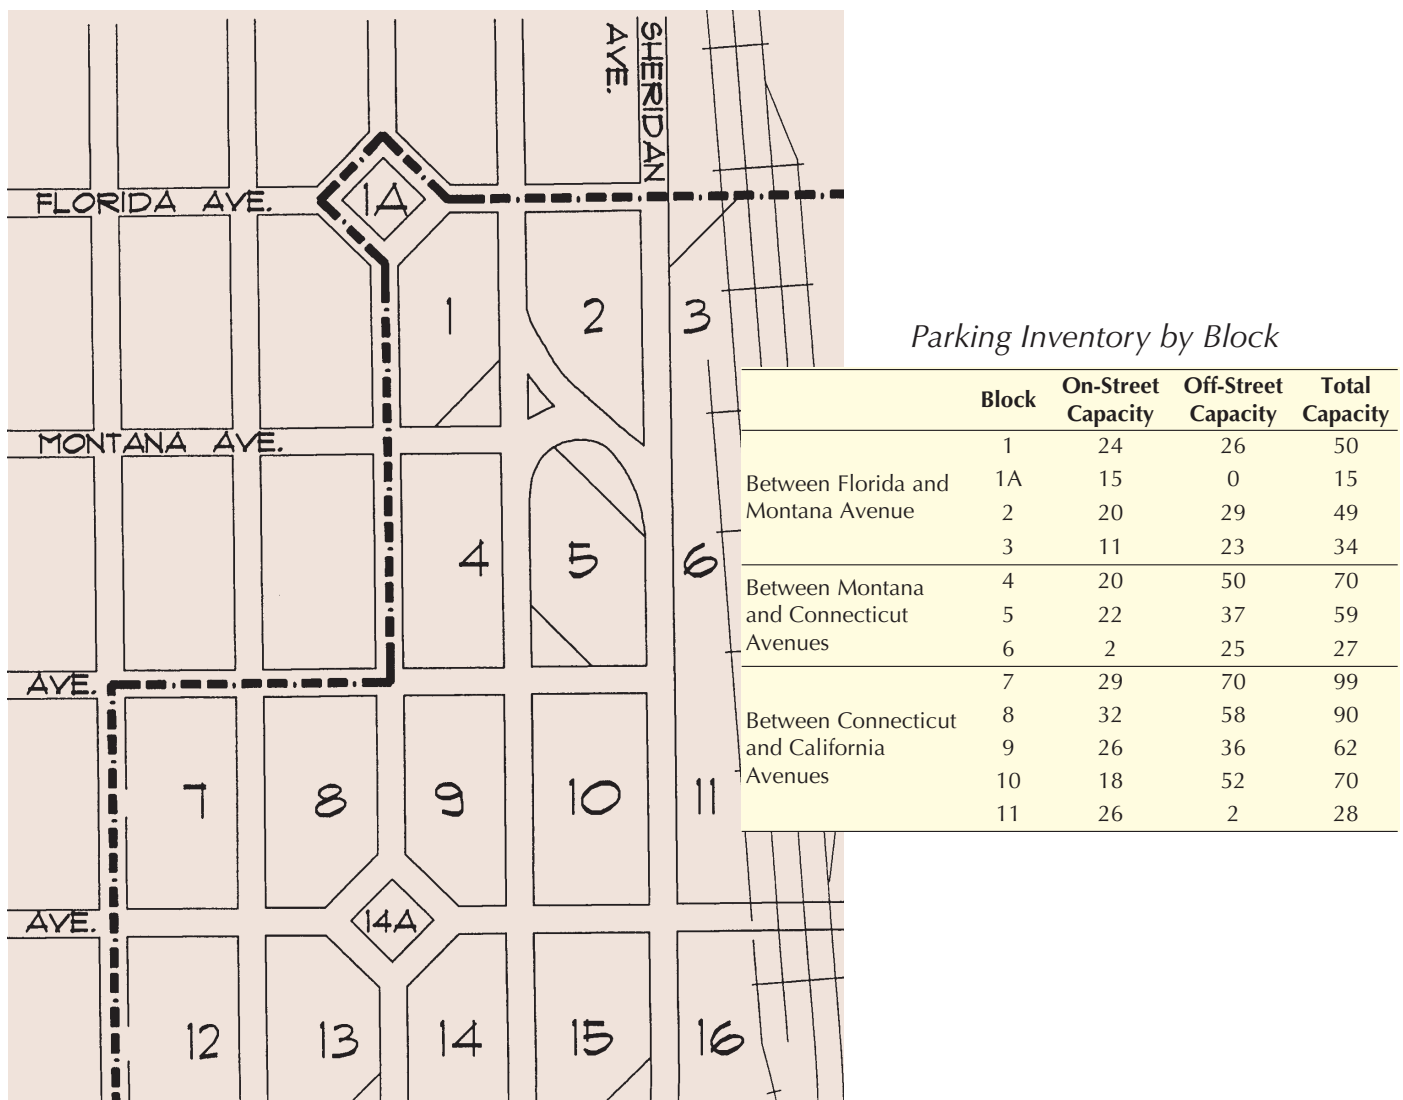 SHERIDAN
AVE.
1A
FLORIDA AVE.
1
2
3
MONTANA AVE.
4
5
6
AVE.
7
8
9
10
11
AVE.
14A
12
13
14
15
16
Parking Inventory by Block
Block On-Street Capacity Off-Street Capacity Total Capacity
Between Florida and
Montana Avenue
1 24 26 50
1A 15 0 15
2 20 29 49
3 11 23 34
Between Montana
and Connecticut
Avenues
4 20 50 70
5 22 37 59
6 2 25 27
Between Connecticut
and California
Avenues
7 29 70 99
8 32 58 90
9 26 36 62
10 18 52 70
11 26 2 28